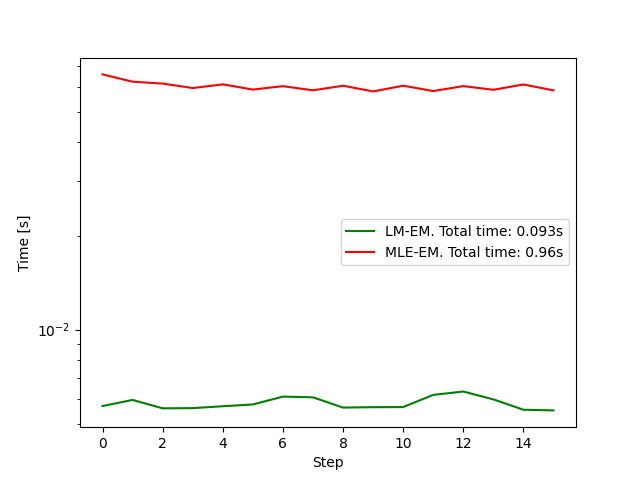 Time [s]
10⁻²
LM-EM. Total time: 0.093s
MLE-EM. Total time: 0.96s
0 2 4 6 8 10 12 14
Step